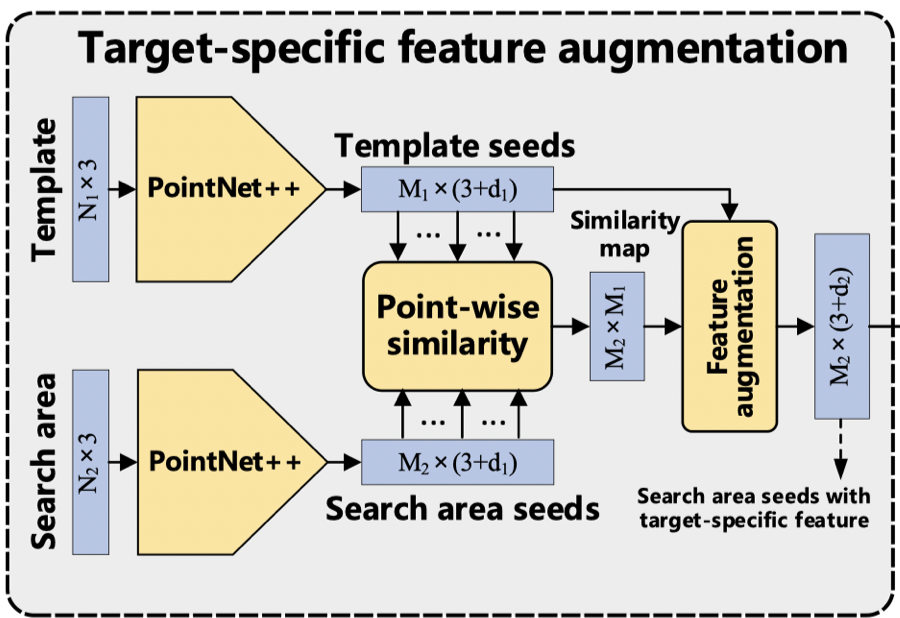 Target-specific feature augmentation
Template
N₁ × 3
PointNet++
Template seeds
M₁ × (3+d₁)
... ...
Similarity
map
Point-wise
similarity
M₂ × M₁
Feature
augmentation
M₂ × (3+d₂)
Search area
N₂ × 3
PointNet++
... ...
M₂ × (3+d₁)
Search area seeds
Search area seeds with
target-specific feature